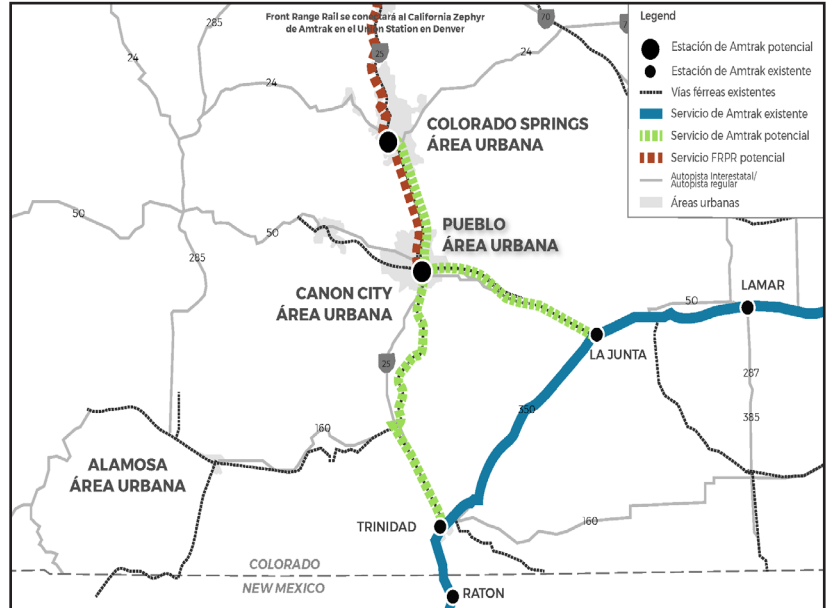 Front Range Rail se conectará al California Zephyr
de Amtrak en el Union Station en Denver
Legend
Estación de Amtrak potencial
Estación de Amtrak existente
Vías férreas existentes
Servicio de Amtrak existente
Servicio de Amtrak potencial
Servicio FRPR potencial
Autopista Interestatal/
Autopista regular
Áreas urbanas
285
70
24
25
24
COLORADO SPRINGS
ÁREA URBANA
50
50
285
PUEBLO
ÁREA URBANA
CANON CITY
ÁREA URBANA
LAMAR
50
LA JUNTA
25
287
350
385
160
ALAMOSA
ÁREA URBANA
TRINIDAD
160
COLORADO
NEW MEXICO
RATON